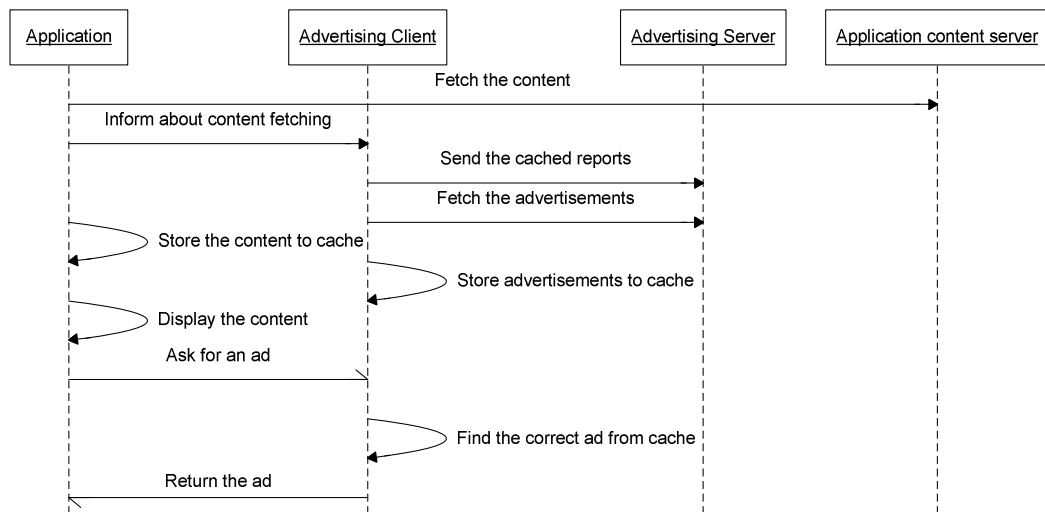 Application
Advertising Client
Advertising Server
Application content server
Fetch the content
Inform about content fetching
Send the cached reports
Fetch the advertisements
Store the content to cache
Store advertisements to cache
Display the content
Ask for an ad
Find the correct ad from cache
Return the ad